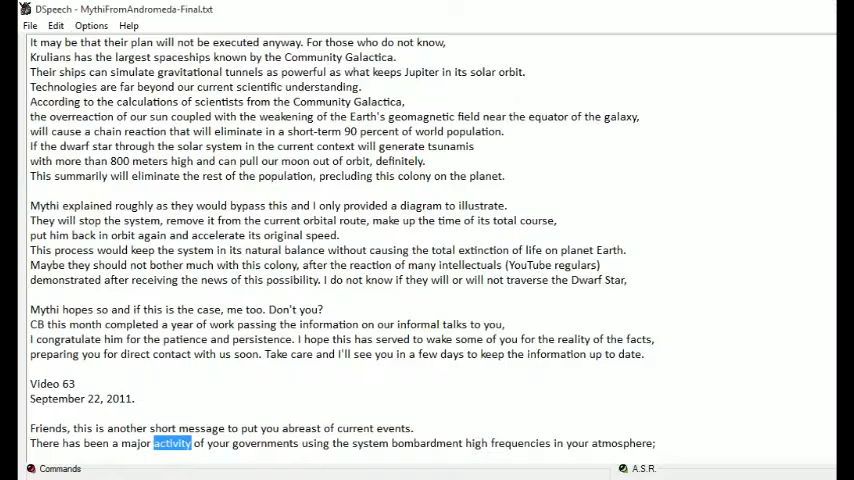 DSpeech - MythiFromAndromeda-Final.txt
File Edit Options Help
It may be that their plan will not be executed anyway. For those who do not know,
Krulians has the largest spaceships known by the Community Galactica.
Their ships can simulate gravitational tunnels as powerful as what keeps Jupiter in its solar orbit.
Technologies are far beyond our current scientific understanding.
According to the calculations of scientists from the Community Galactica,
the overreaction of our sun coupled with the weakening of the Earth's geomagnetic field near the equator of the galaxy,
will cause a chain reaction that will eliminate in a short-term 90 percent of world population.
If the dwarf star through the solar system in the current context will generate tsunamis
with more than 800 meters high and can pull our moon out of orbit, definitely.
This summarily will eliminate the rest of the population, precluding this colony on the planet.
Mythi explained roughly as they would bypass this and I only provided a diagram to illustrate.
They will stop the system, remove it from the current orbital route, make up the time of its total course,
put him back in orbit again and accelerate its original speed.
This process would keep the system in its natural balance without causing the total extinction of life on planet Earth.
Maybe they should not bother much with this colony, after the reaction of many intellectuals (YouTube regulars)
demonstrated after receiving the news of this possibility. I do not know if they will or will not traverse the Dwarf Star,
Mythi hopes so and if this is the case, me too. Don't you?
CB this month completed a year of work passing the information on our informal talks to you,
I congratulate him for the patience and persistence. I hope this has served to wake some of you for the reality of the facts,
preparing you for direct contact with us soon. Take care and I'll see you in a few days to keep the information up to date.
Video 63
September 22, 2011.
Friends, this is another short message to put you abreast of current events.
There has been a major activity of your governments using the system bombardment high frequencies in your atmosphere;
Commands A.S.R.